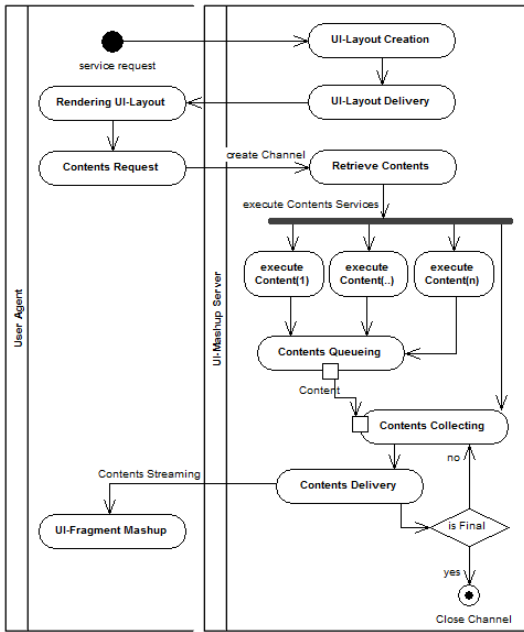 User Agent
UI-Mashup Server
service request
UI-Layout Creation
Rendering UI-Layout
UI-Layout Delivery
Contents Request
create Channel
Retrieve Contents
execute Contents Services
execute
Content(1)
execute
Content(..)
execute
Content(n)
Contents Queueing
Content
Contents Collecting
no
Contents Streaming
Contents Delivery
UI-Fragment Mashup
is Final
yes
Close Channel